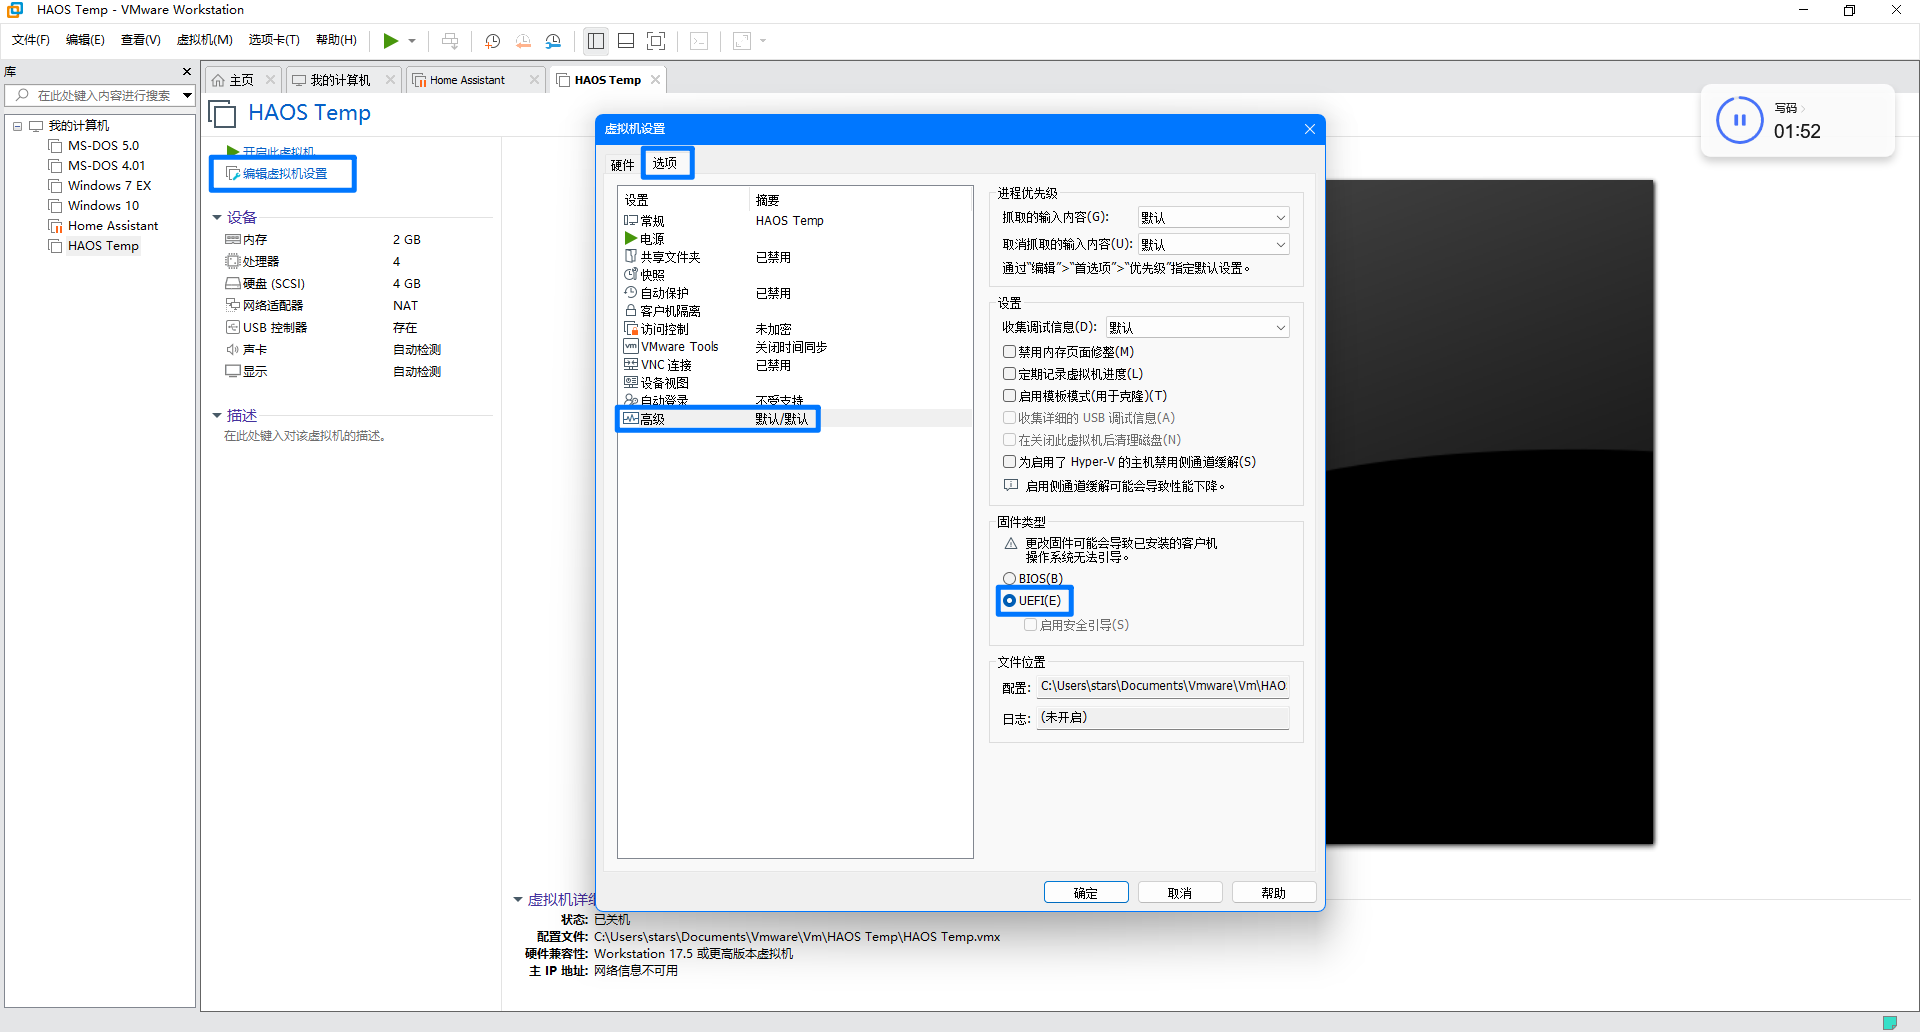 HAOS Temp - VMware Workstation
文件(F) 编辑(E) 查看(V) 虚拟机(M) 选项卡(T) 帮助(H)
库
在此处键入内容进行搜索
我的计算机
MS-DOS 5.0
MS-DOS 4.01
Windows 7 EX
Windows 10
Home Assistant
HAOS Temp
主页 我的计算机 Home Assistant HAOS Temp
HAOS Temp
开启此虚拟机
编辑虚拟机设置
设备
内存 2 GB
处理器 4
硬盘 (SCSI) 4 GB
网络适配器 NAT
USB 控制器 存在
声卡 自动检测
显示 自动检测
描述
在此处键入对该虚拟机的描述。
虚拟机设置
硬件 选项
设置 摘要
常规 HAOS Temp
电源
共享文件夹 已禁用
快照
自动保护 已禁用
客户机隔离
访问控制 未加密
VMware Tools 关闭时间同步
VNC 连接 已禁用
设备视图
自动登录 不受支持
高级 默认/默认
进程优先级
抓取的输入内容(G): 默认
取消抓取的输入内容(U): 默认
通过“编辑”>“首选项”>“优先级”指定默认设置。
设置
收集调试信息(D): 默认
禁用内存页面修整(M)
定期记录虚拟机进度(L)
启用模板模式(用于克隆)(T)
收集详细的 USB 调试信息(A)
在关闭此虚拟机后清理磁盘(N)
为启用了 Hyper-V 的主机禁用侧通道缓解(S)
启用侧通道缓解可能会导致性能下降。
固件类型
更改固件可能会导致已安装的客户机
操作系统无法引导。
BIOS(B)
UEFI(E)
启用安全引导(S)
文件位置
配置: C:\Users\stars\Documents\Vmware\Vm\HAO
日志: (未开启)
确定 取消 帮助
写码
01:52
虚拟机详细
状态: 已关机
配置文件: C:\Users\stars\Documents\Vmware\Vm\HAOS Temp\HAOS Temp.vmx
硬件兼容性: Workstation 17.5 或更高版本虚拟机
主 IP 地址: 网络信息不可用